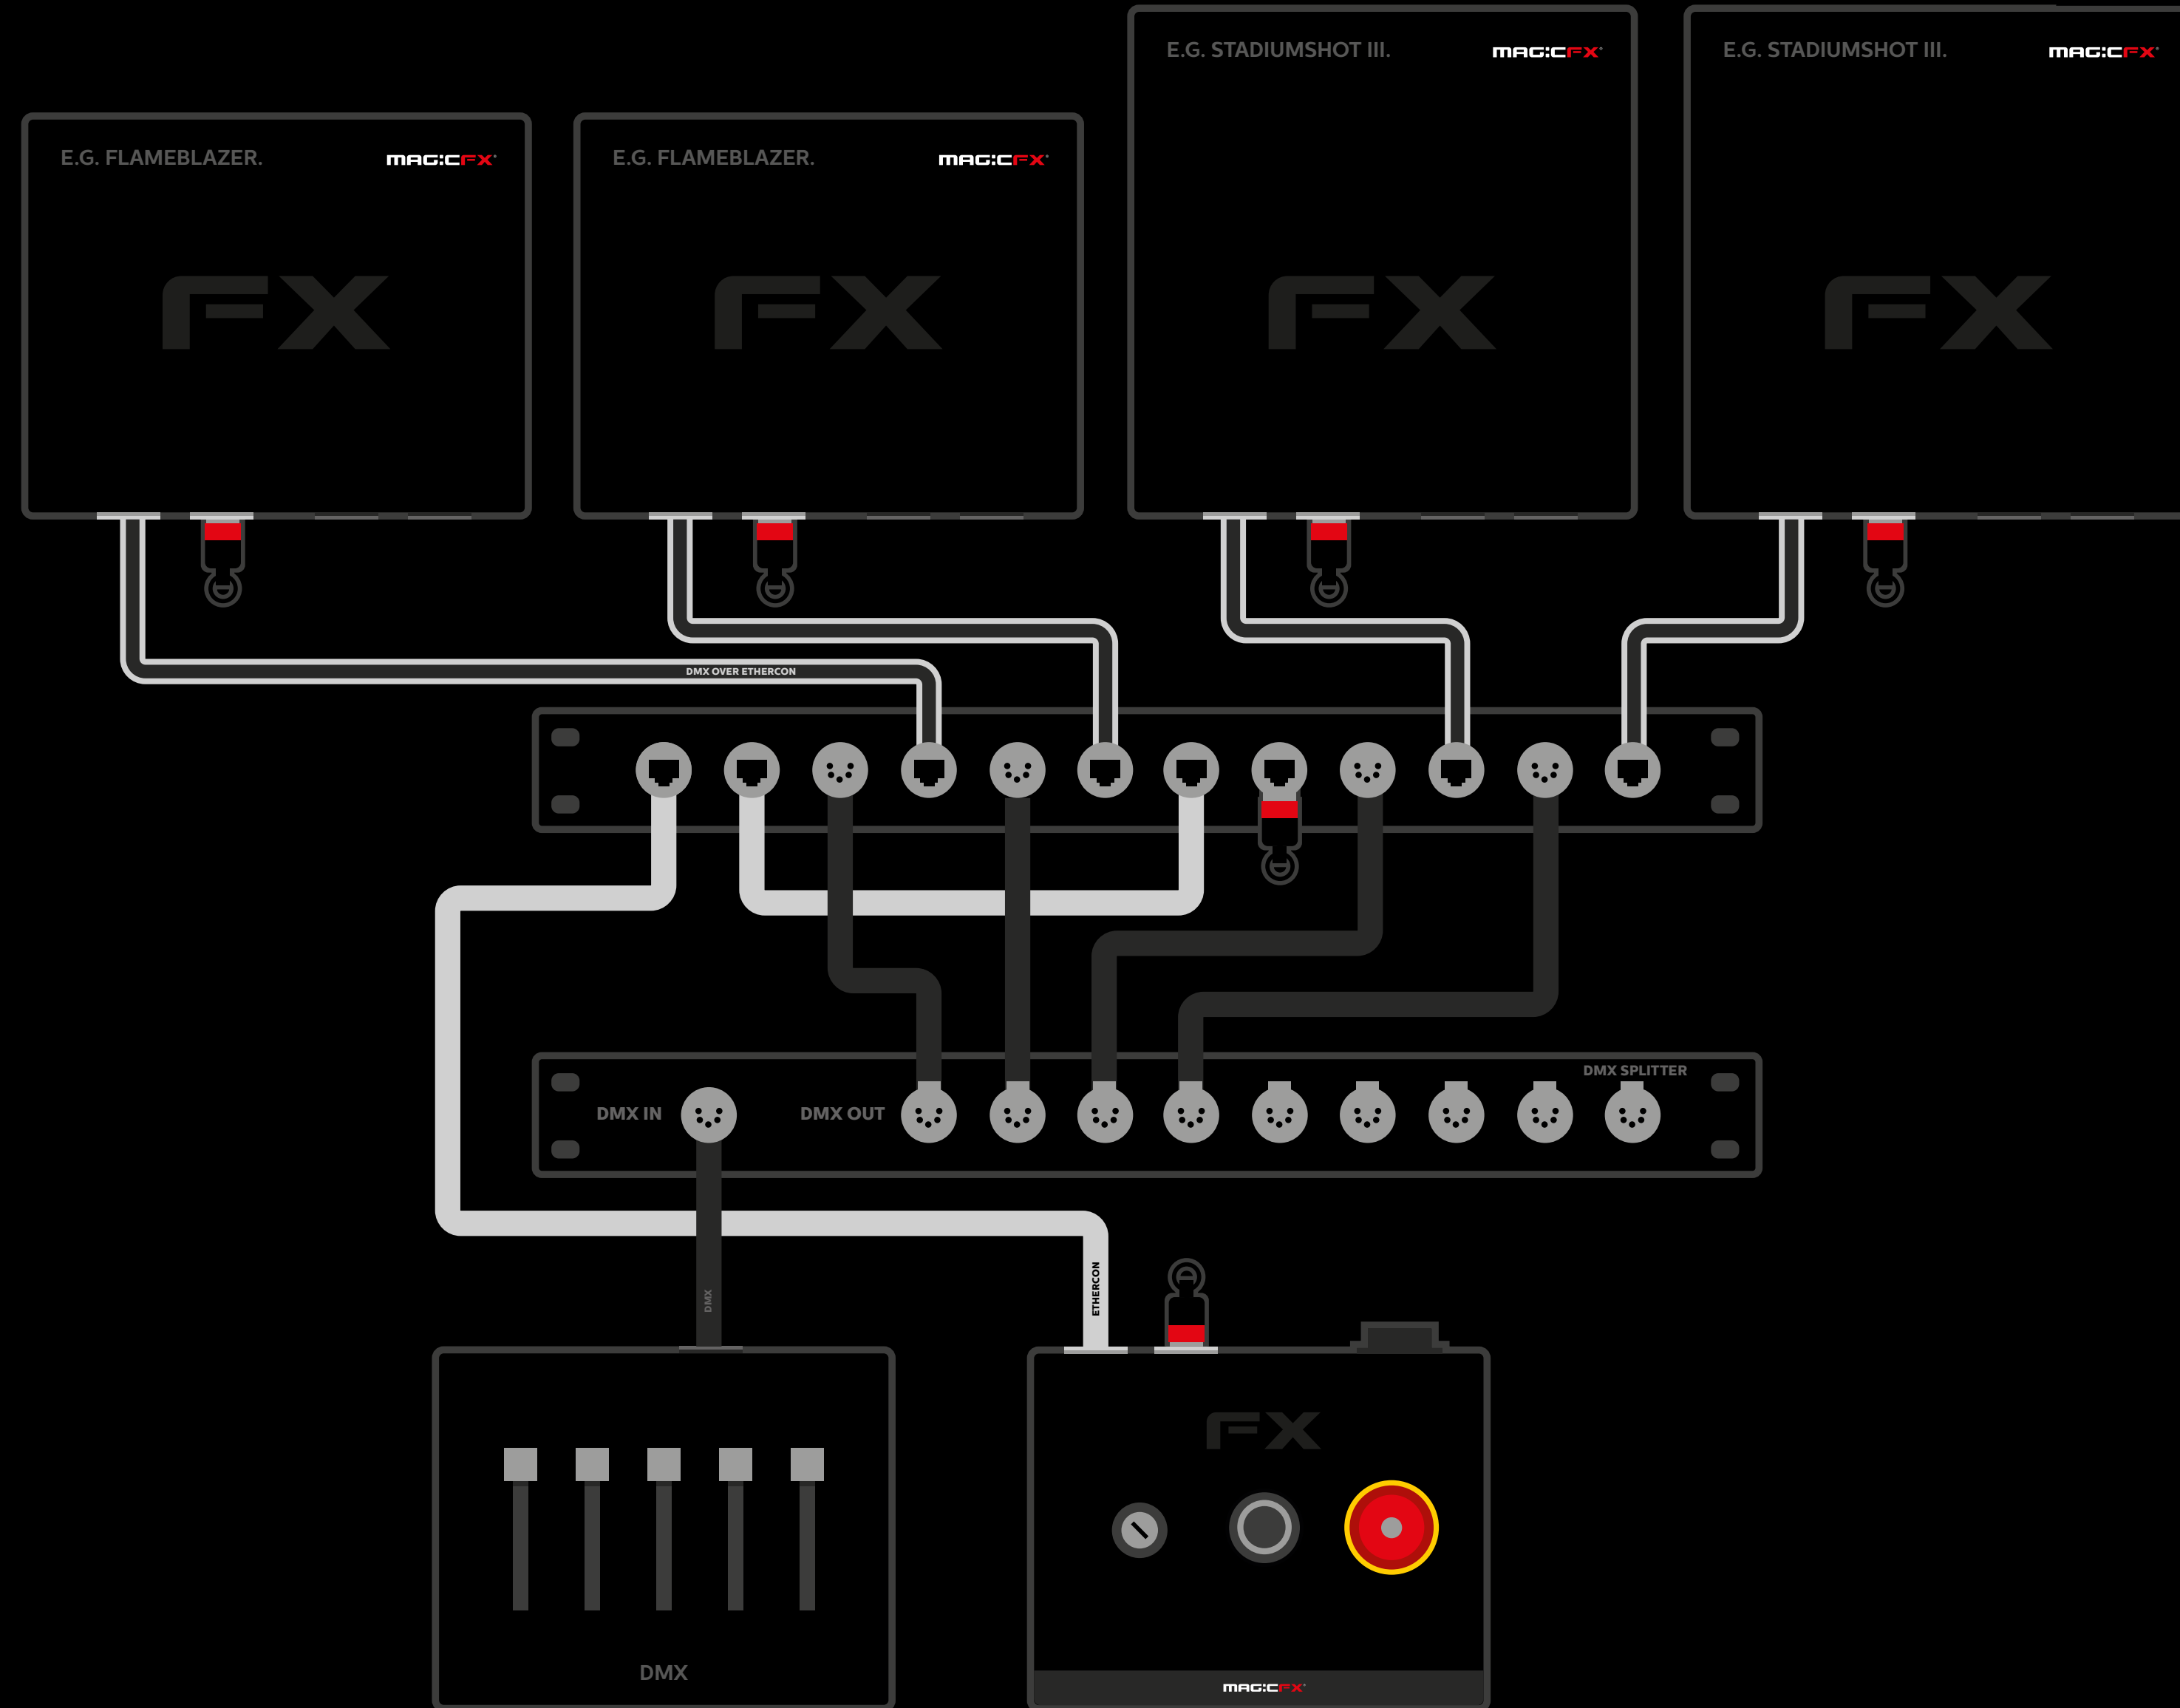 E.G. STADIUMSHOT III.
MAGICFX®
E.G. STADIUMSHOT III.
MAGICFX®
E.G. FLAMEBLAZER.
MAGICFX®
E.G. FLAMEBLAZER.
MAGICFX®
FX
FX
FX
FX
DMX OVER ETHERCON
DMX SPLITTER
DMX IN
DMX OUT
DMX
ETHERCON
FX
DMX
MAGICFX®